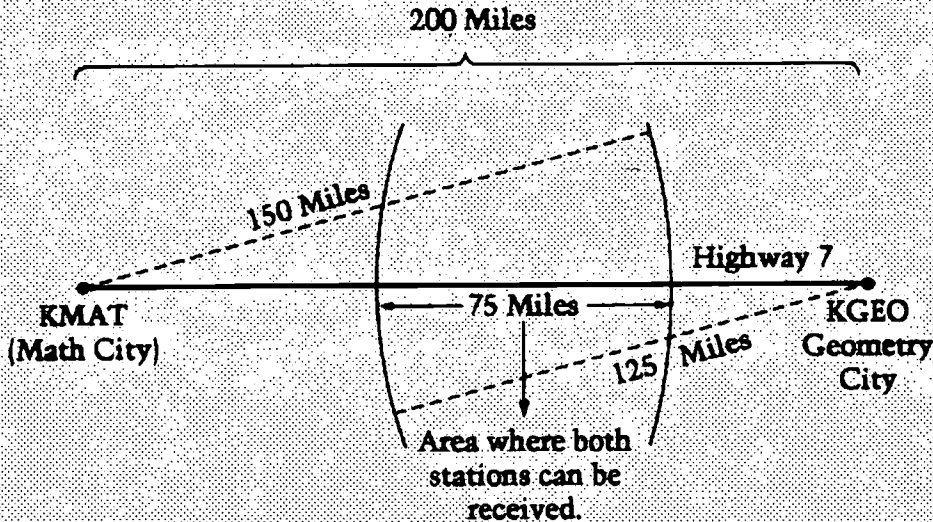 200 Miles
150 Miles
Highway 7
75 Miles
KMAT
(Math City)
KGEO
Geometry
City
125 Miles
Area where both
stations can be
received.